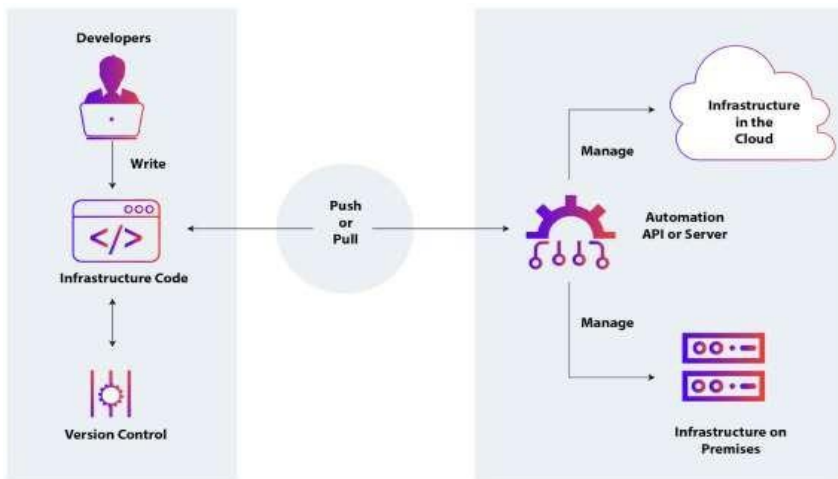 Developers
Write
</>
Infrastructure Code
Version Control
Push
or
Pull
Manage
Infrastructure
in the
Cloud
Automation
API or Server
Manage
Infrastructure on
Premises